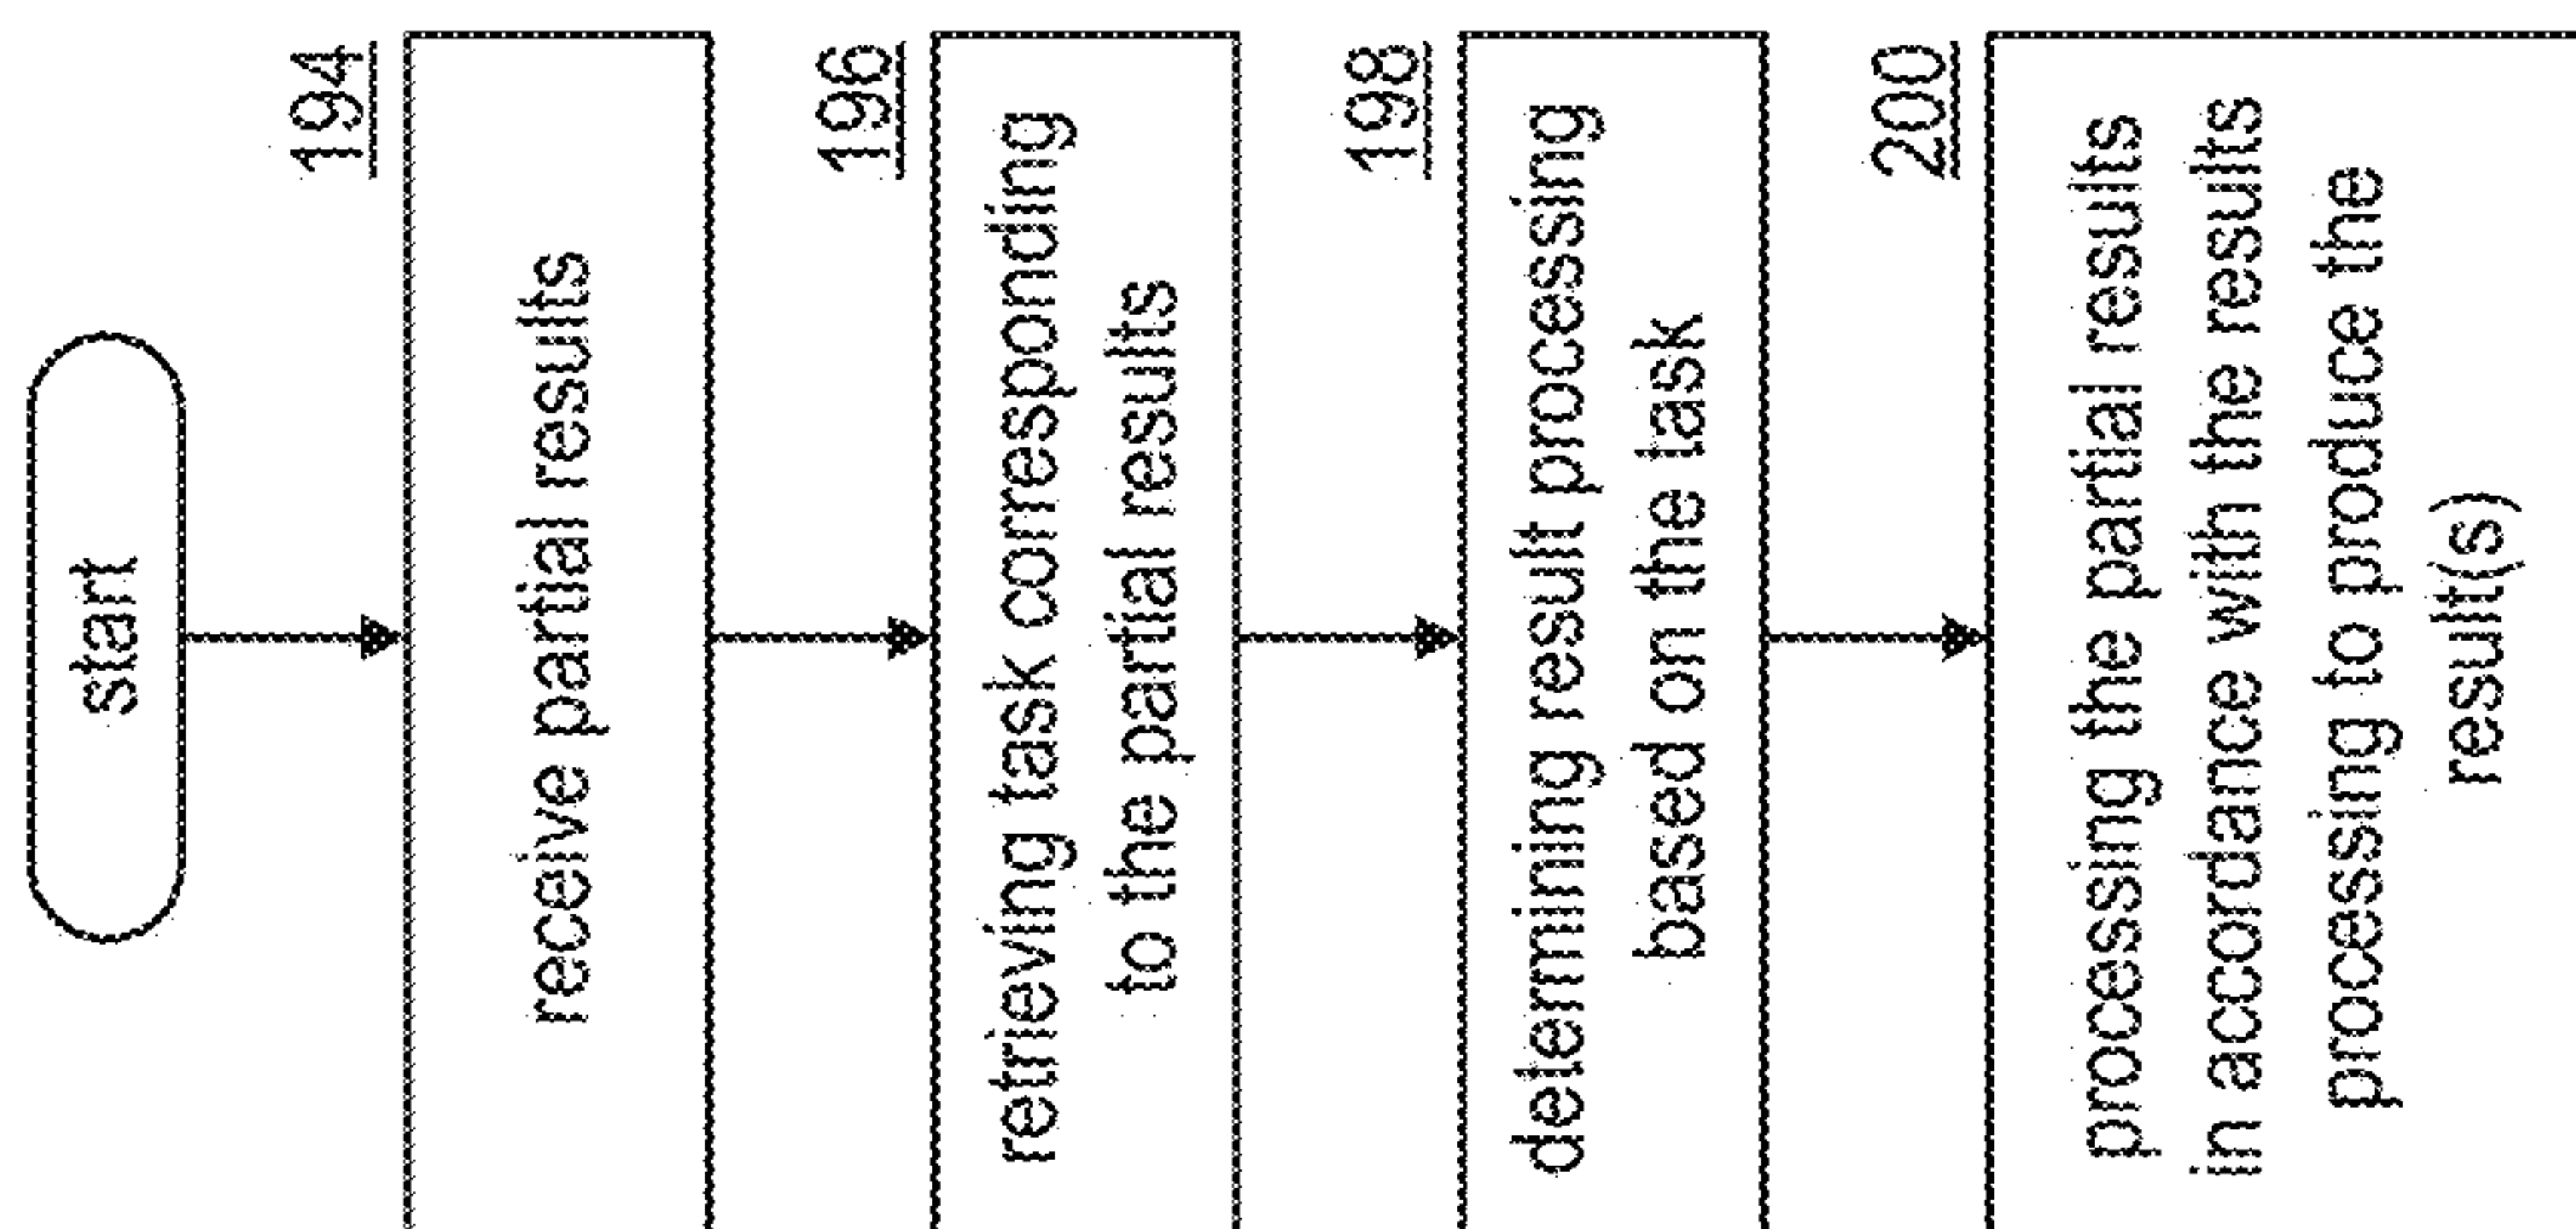 start
194
receive partial results
196
retrieving task corresponding
to the partial results
198
determining result processing
based on the task
200
processing the partial results
in accordance with the results
processing to produce the
result(s)